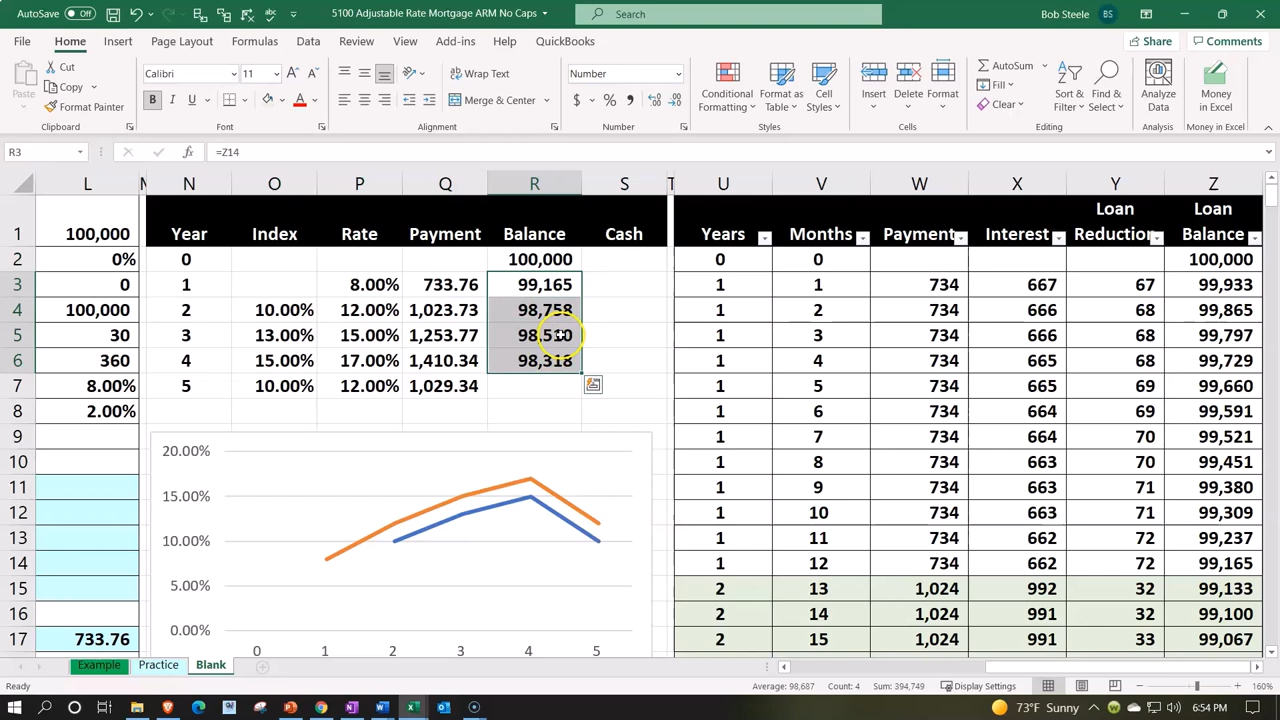 AutoSave Off 5100 Adjustable Rate Mortgage ARM No Caps Search Bob Steele BS
File Home Insert Page Layout Formulas Data Review View Add-ins Help QuickBooks Share Comments
Paste Cut Copy Format Painter Clipboard
Calibri 11 B I U A Font
Wrap Text Merge & Center Alignment
Number $ % , Number
Conditional Formatting Format as Table Cell Styles Styles
Insert Delete Format Cells
AutoSum Fill Clear Sort & Filter Find & Select Editing
Analyze Data Analysis
Money in Excel Money in Excel
R3 fx =Z14
L M N O P Q R S T U V W X Y Z
1 100,000 Year Index Rate Payment Balance Cash Years Months Payment Interest Loan Reduction Loan Balance
2 0% 0 100,000 0 0 100,000
3 0 1 8.00% 733.76 99,165 1 1 734 667 67 99,933
4 100,000 2 10.00% 12.00% 1,023.73 98,758 1 2 734 666 68 99,865
5 30 3 13.00% 15.00% 1,253.77 1 3 734 666 68 99,797
6 360 4 15.00% 17.00% 1,410.34 98,318 1 4 734 665 68 99,729
7 8.00% 5 10.00% 12.00% 1,029.34 1 5 734 665 69 99,660
8 2.00% 1 6 734 664 69 99,591
9 1 7 734 664 70 99,521
10 1 8 734 663 70 99,451
11 1 9 734 663 71 99,380
12 1 10 734 663 71 99,309
13 1 11 734 662 72 99,237
14 1 12 734 662 72 99,165
15 2 13 1,024 992 32 99,133
16 2 14 1,024 991 32 99,100
17 733.76 2 15 1,024 991 33 99,067
20.00%
15.00%
10.00%
5.00%
0.00%
0 1 2 3 4 5
Example Practice Blank
Ready Average: 98,687 Count: 4 Sum: 394,749 Display Settings 160%
73°F Sunny 6:54 PM